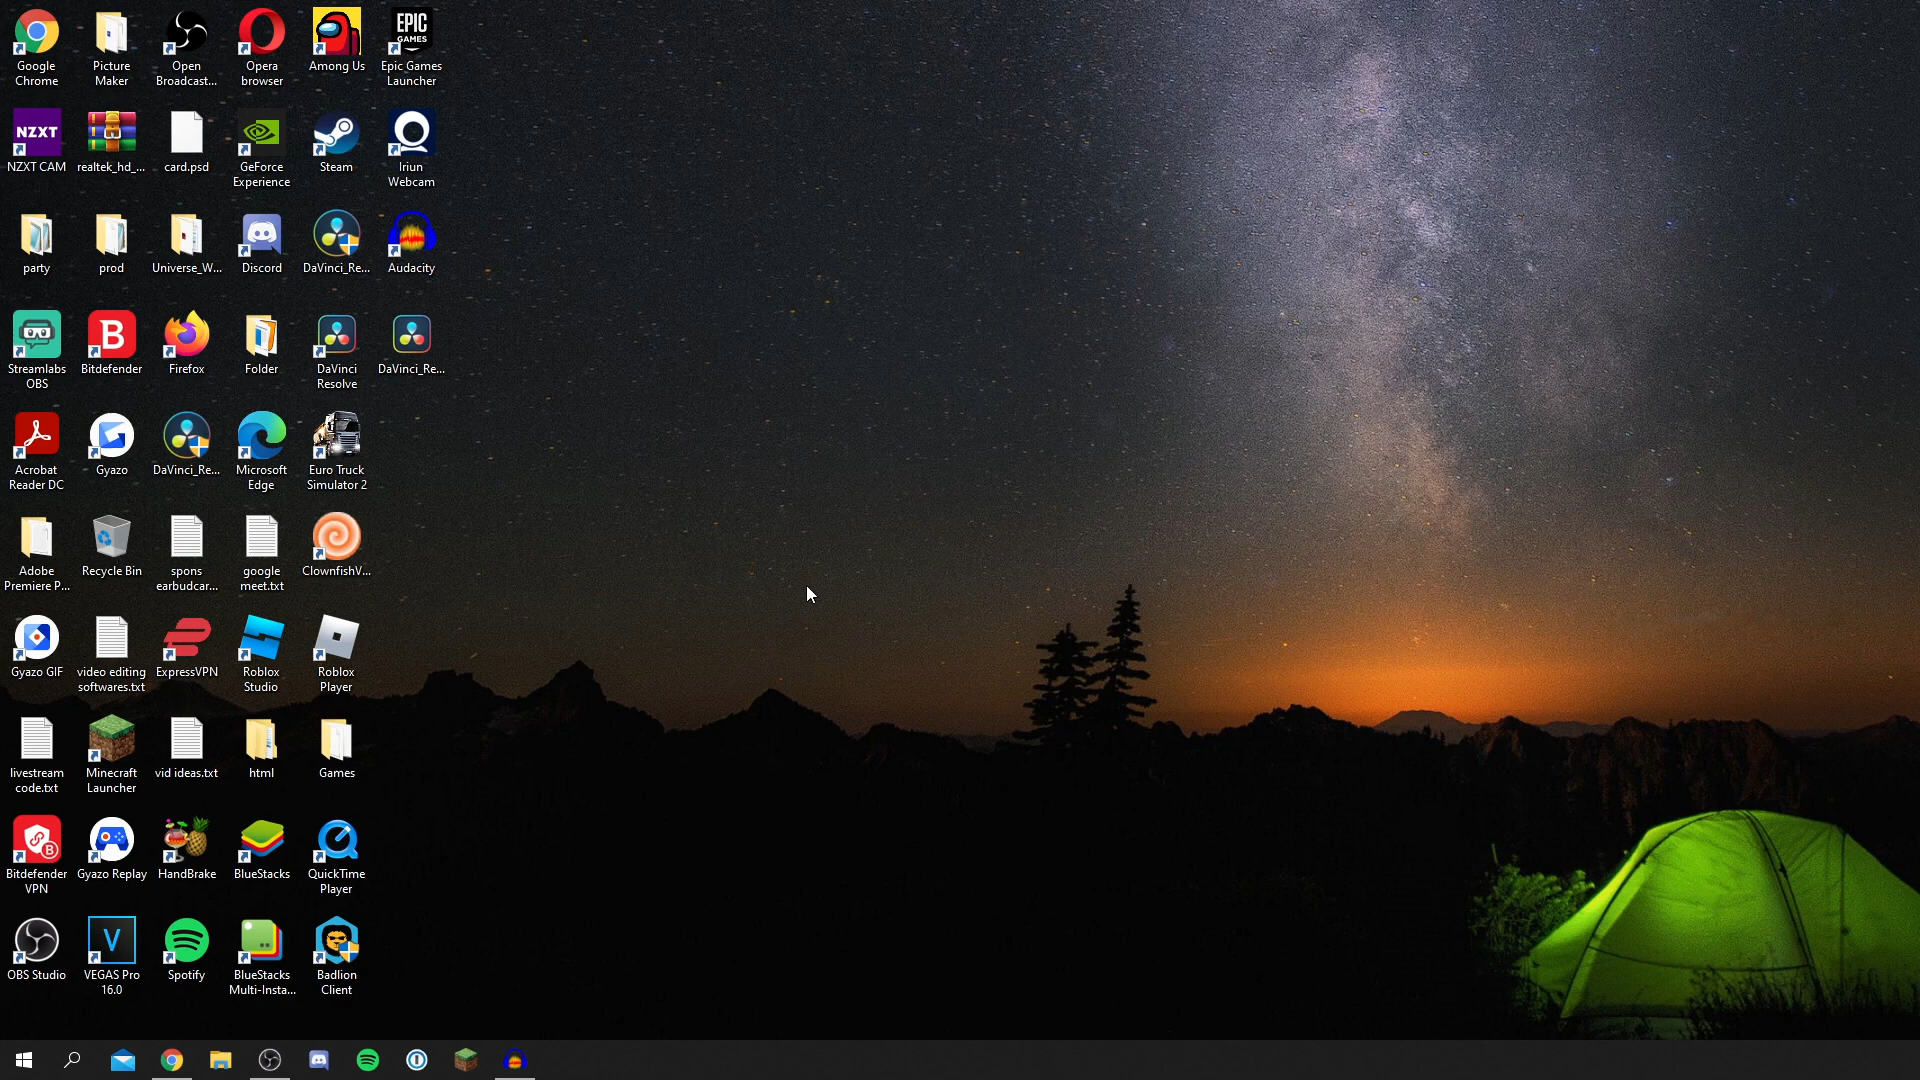 Google
Chrome
Picture
Maker
Open
Broadcast...
Opera
browser
Among Us
EPIC
GAMES
Epic Games
Launcher
NZXT
NZXT CAM
realtek_hd_...
card.psd
GeForce
Experience
Steam
Iriun
Webcam
party
prod
Universe_W...
Discord
DaVinci_Re...
Audacity
Streamlabs
OBS
B
Bitdefender
Firefox
Folder
DaVinci
Resolve
DaVinci_Re...
Acrobat
Reader DC
Gyazo
DaVinci_Re...
Microsoft
Edge
Euro Truck
Simulator 2
Adobe
Premiere P...
Recycle Bin
spons
earbudcar...
google
meet.txt
ClownfishV...
Gyazo GIF
video editing
softwares.txt
ExpressVPN
Roblox
Studio
Roblox
Player
livestream
code.txt
Minecraft
Launcher
vid ideas.txt
html
Games
B
Bitdefender
VPN
Gyazo Replay
HandBrake
BlueStacks
QuickTime
Player
OBS Studio
V
VEGAS Pro
16.0
Spotify
BlueStacks
Multi-Insta...
Badlion
Client